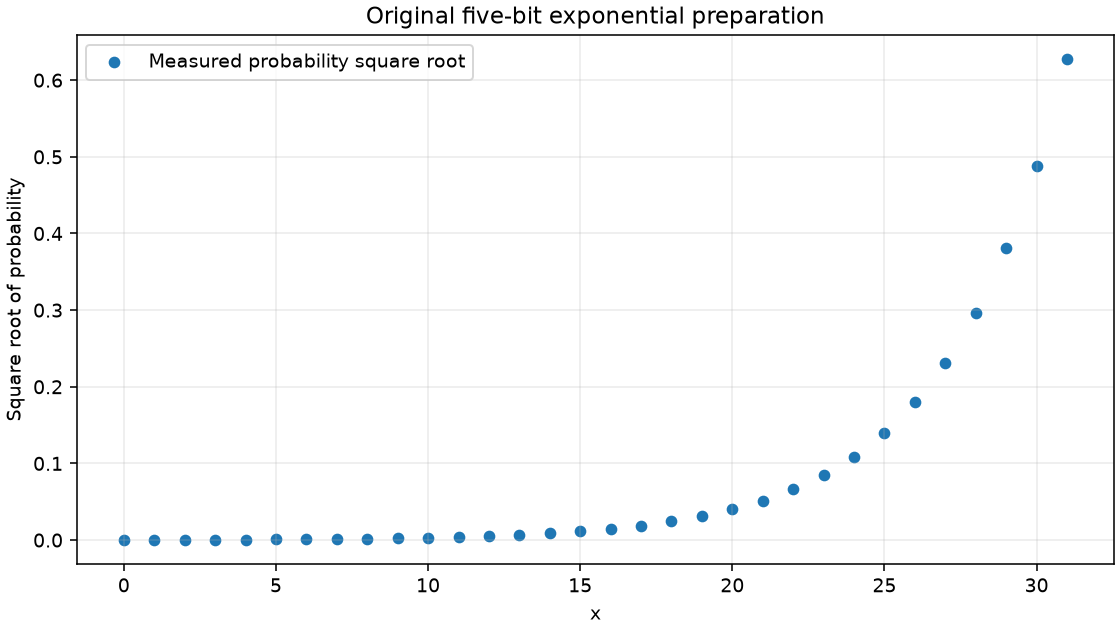 Original five-bit exponential preparation
Measured probability square root
Square root of probability
0.6
0.5
0.4
0.3
0.2
0.1
0.0
0 5 10 15 20 25 30
x